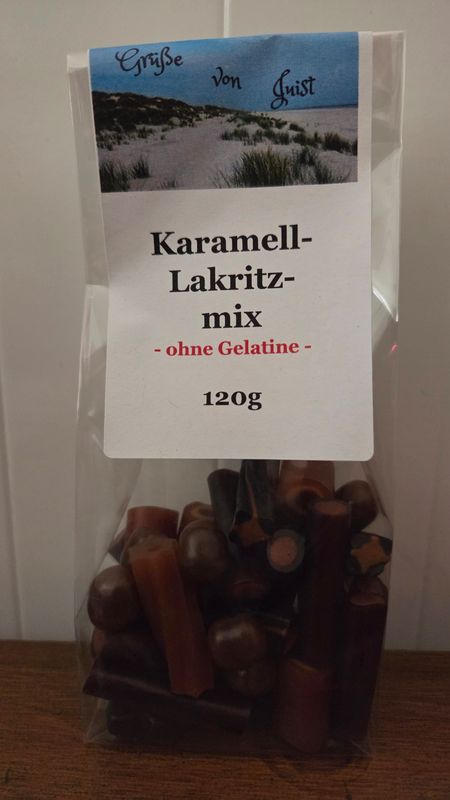 Grüße von Juist
Karamell-
Lakritz-
mix
- ohne Gelatine -
120g